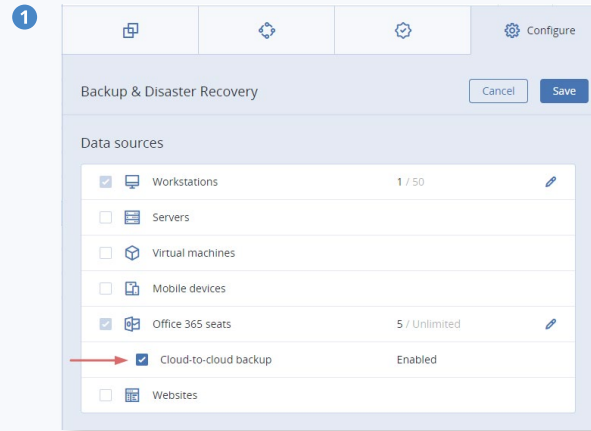 1
Configure
Backup & Disaster Recovery
Cancel
Save
Data sources
Workstations 1 / 50
Servers
Virtual machines
Mobile devices
Office 365 seats 5 / Unlimited
Cloud-to-cloud backup Enabled
Websites